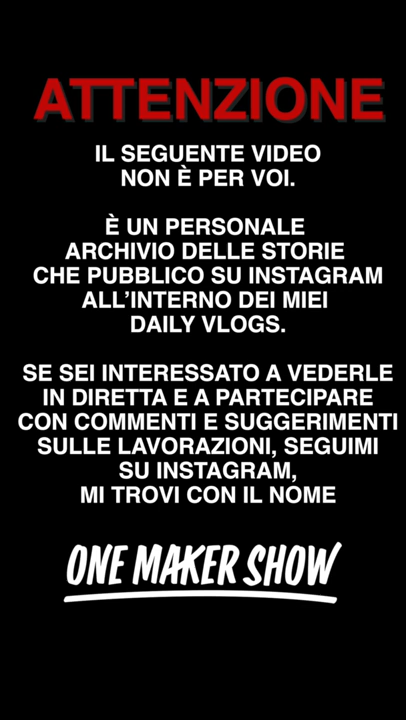 ATTENZIONE
IL SEGUENTE VIDEO
NON È PER VOI.
È UN PERSONALE
ARCHIVIO DELLE STORIE
CHE PUBBLICO SU INSTAGRAM
ALL'INTERNO DEI MIEI
DAILY VLOGS.
SE SEI INTERESSATO A VEDERLE
IN DIRETTA E A PARTECIPARE
CON COMMENTI E SUGGERIMENTI
SULLE LAVORAZIONI, SEGUIMI
SU INSTAGRAM,
MI TROVI CON IL NOME
ONE MAKER SHOW